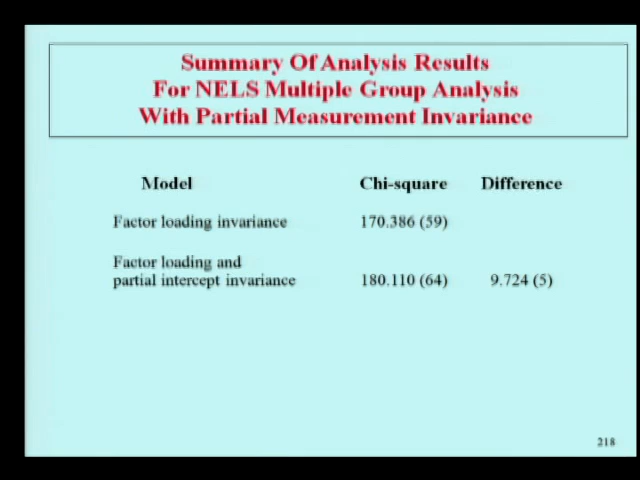 Summary Of Analysis Results
For NELS Multiple Group Analysis
With Partial Measurement Invariance
Model Chi-square Difference
Factor loading invariance 170.386 (59)
Factor loading and
partial intercept invariance 180.110 (64) 9.724 (5)
218